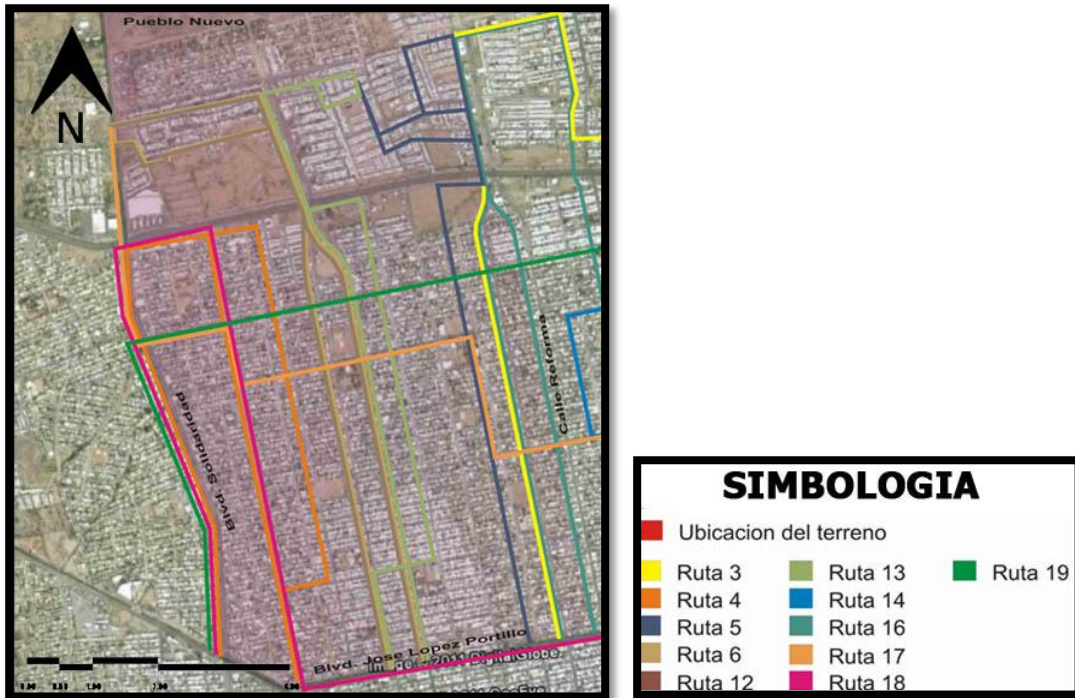 Pueblo Nuevo
N
Blvd. Solidaridad
Calle Reforma
Blvd. Jose Lopez Portillo
SIMBOLOGIA
Ubicacion del terreno
Ruta 3
Ruta 4
Ruta 5
Ruta 6
Ruta 12
Ruta 13
Ruta 14
Ruta 16
Ruta 17
Ruta 18
Ruta 19